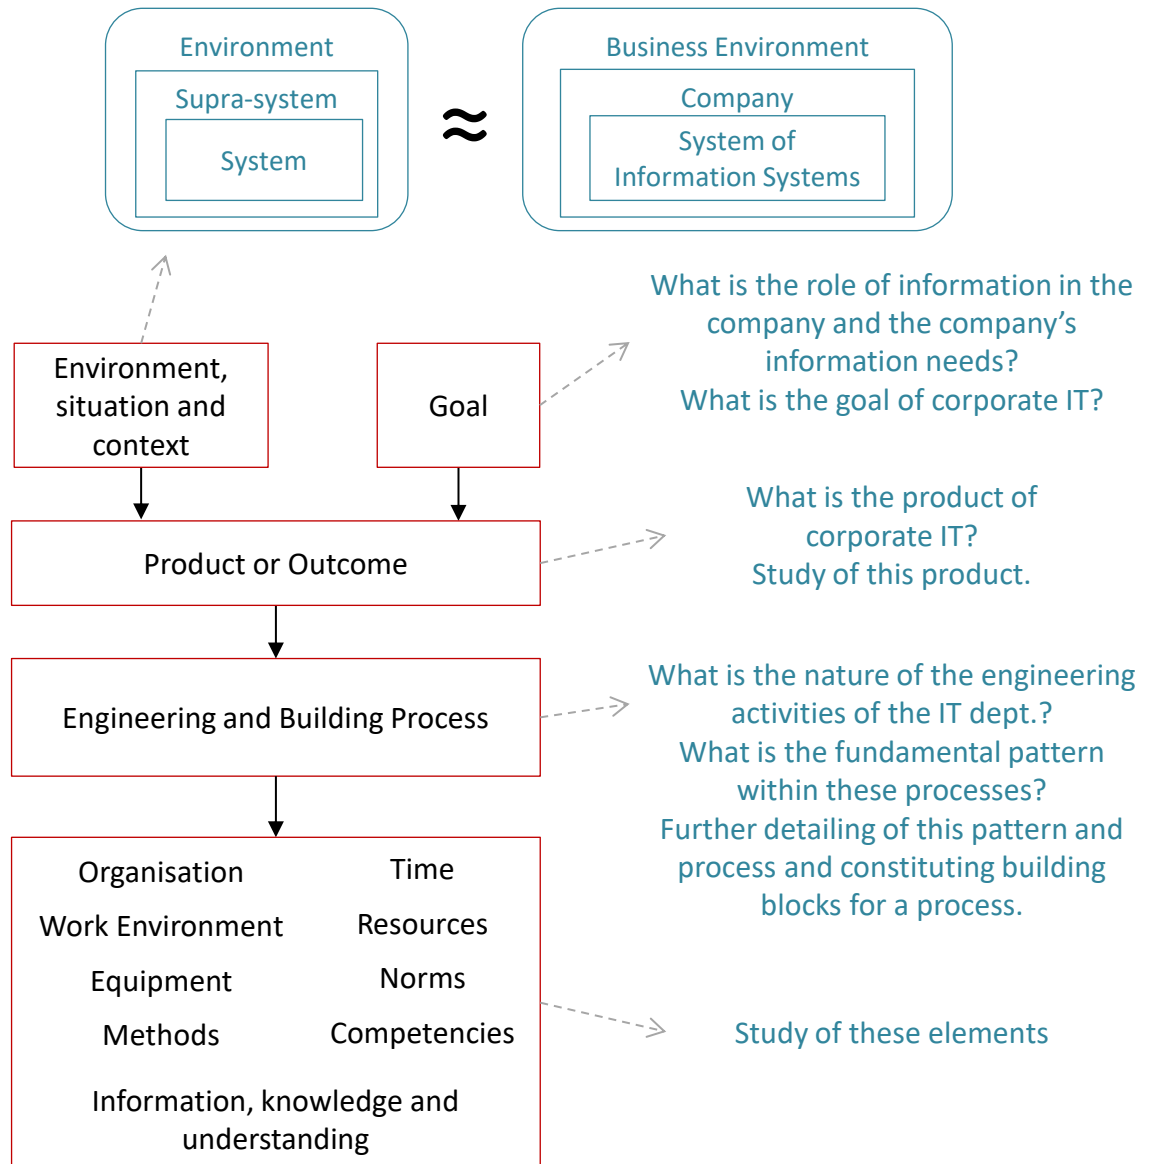 Environment
Supra-system
System
≈
Business Environment
Company
System of
Information Systems
What is the role of information in the
company and the company’s
information needs?
What is the goal of corporate IT?
Environment,
situation and
context
Goal
What is the product of
corporate IT?
Study of this product.
Product or Outcome
What is the nature of the engineering
activities of the IT dept.?
What is the fundamental pattern
within these processes?
Further detailing of this pattern and
process and constituting building
blocks for a process.
Engineering and Building Process
Organisation
Time
Work Environment
Resources
Equipment
Norms
Methods
Competencies
Information, knowledge and
understanding
Study of these elements